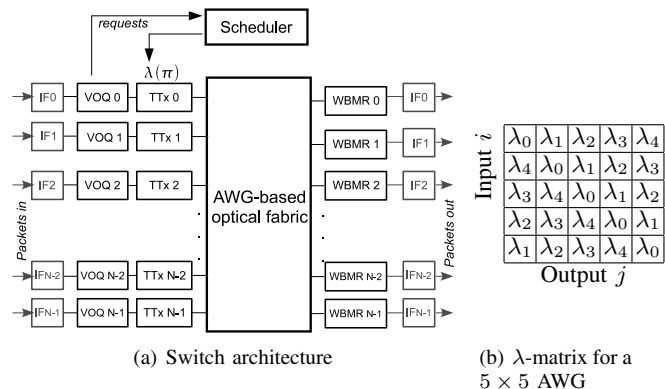 requests
Scheduler
λ(π)
IF0 VOQ 0 TTx 0 WBMR 0 IF0
IF1 VOQ 1 TTx 1 WBMR 1 IF1
IF2 VOQ 2 TTx 2 WBMR 2 IF2
AWG-based
optical fabric
Packets in
Packets out
IFN-2 VOQ N-2 TTx N-2 WBMR N-2 IFN-2
IFN-1 VOQ N-1 TTx N-1 WBMR N-1 IFN-1
(a) Switch architecture
Input i
λ0 λ1 λ2 λ3 λ4
λ4 λ0 λ1 λ2 λ3
λ3 λ4 λ0 λ1 λ2
λ2 λ3 λ4 λ0 λ1
λ1 λ2 λ3 λ4 λ0
Output j
(b) λ-matrix for a
5 × 5 AWG